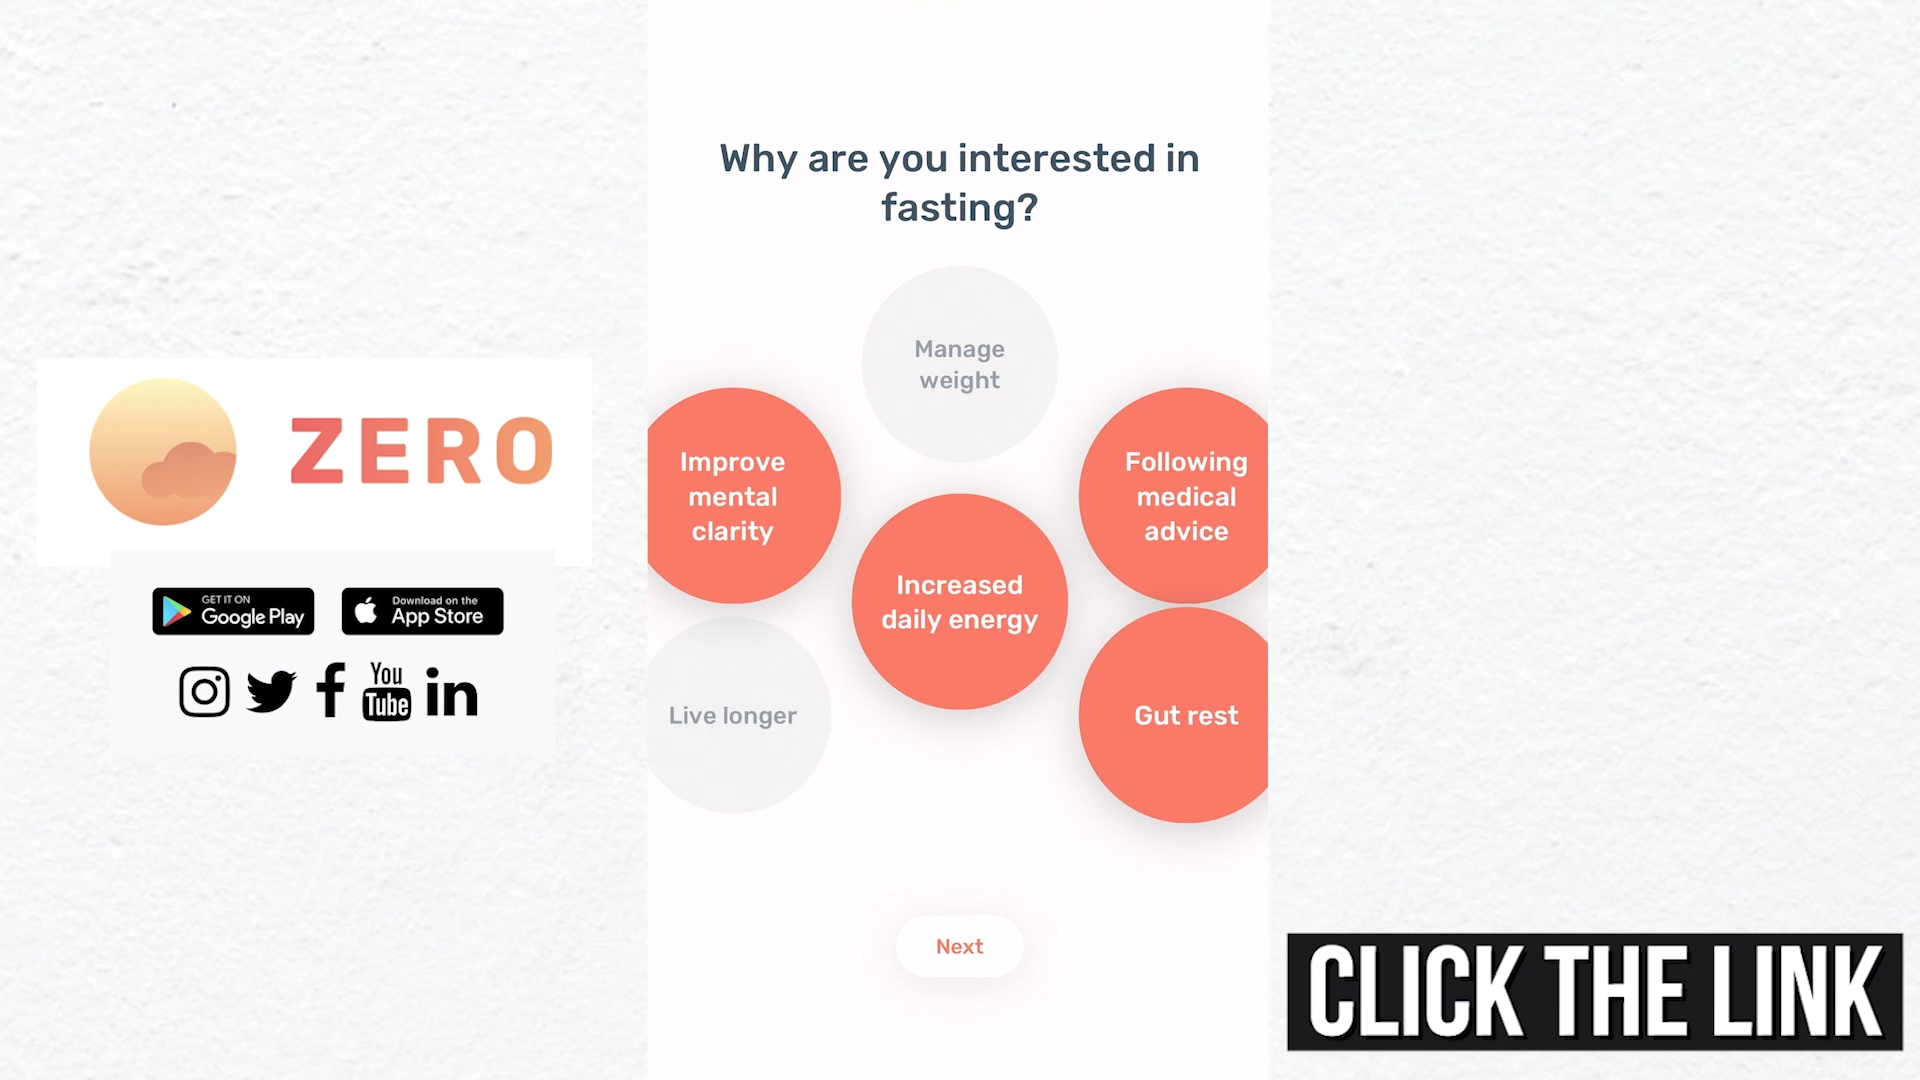 Why are you interested in
fasting?
Manage
weight
Improve
mental
clarity
Following
medical
advice
Increased
daily energy
Live longer
Gut rest
Next
ZERO
GET IT ON
Google Play
Download on the
App Store
You
Tube
f
in
CLICK THE LINK